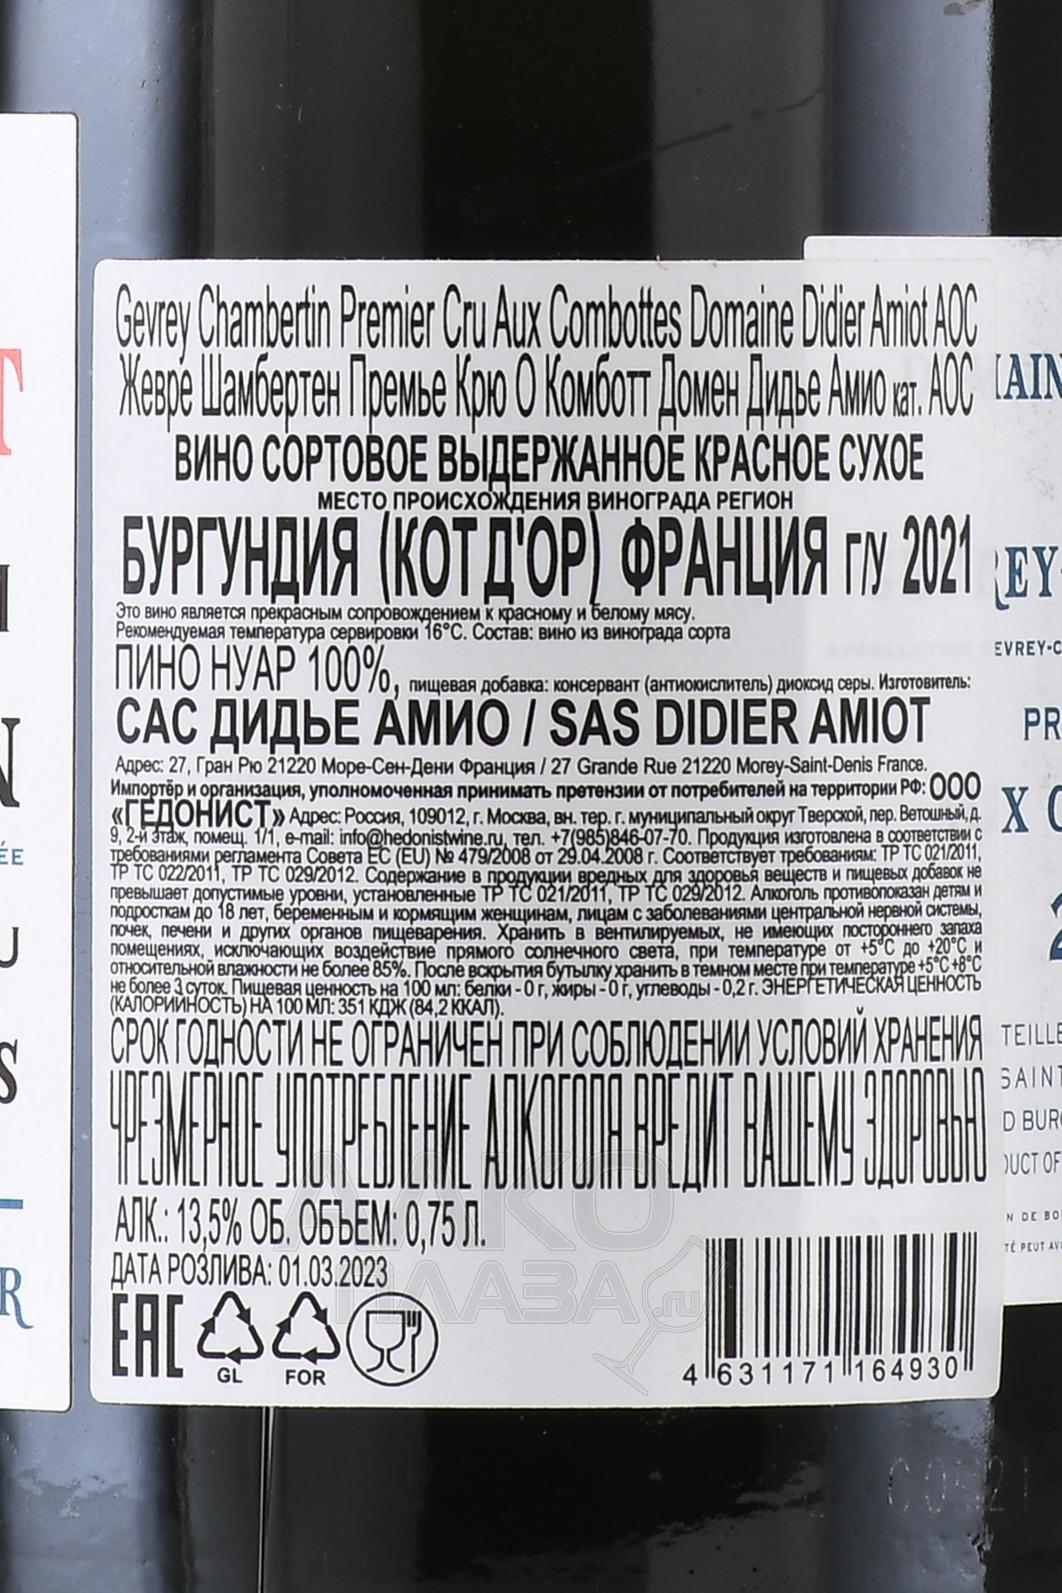 Gevrey Chambertin Premier Cru Aux Combottes Domaine Didier Amiot AOC
Жевре Шамбертен Премье Крю О Комботт Домен Дидье Амио кат. АОС
ВИНО СОРТОВОЕ ВЫДЕРЖАННОЕ КРАСНОЕ СУХОЕ
МЕСТО ПРОИСХОЖДЕНИЯ ВИНОГРАДА РЕГИОН
БУРГУНДИЯ (КОТ Д'ОР) ФРАНЦИЯ г/у 2021
Это вино является прекрасным сопровождением к красному и белому мясу.
Рекомендуемая температура сервировки 16°C. Состав: вино из винограда сорта
ПИНО НУАР 100%, пищевая добавка: консервант (антиокислитель) диоксид серы. Изготовитель:
САС ДИДЬЕ АМИО / SAS DIDIER AMIOT
Адрес: 27, Гран Рю 21220 Море-Сен-Дени Франция / 27 Grande Rue 21220 Morey-Saint-Denis France.
Импортёр и организация, уполномоченная принимать претензии от потребителей на территории РФ: ООО
«ГЕДОНИСТ» Адрес: Россия, 109012, г. Москва, вн. тер. г. муниципальный округ Тверской, пер. Ветошный, д.
9, 2-й этаж, помещ. 1/1, e-mail: info@hedonistwine.ru, тел. +7(985)846-07-70. Продукция изготовлена в соответствии с
требованиями регламента Совета ЕС (EU) № 479/2008 от 29.04.2008 г. Соответствует требованиям: ТР ТС 021/2011,
ТР ТС 022/2011, ТР ТС 029/2012. Содержание в продукции вредных для здоровья веществ и пищевых добавок не
превышает допустимые уровни, установленные ТР ТС 021/2011, ТР ТС 029/2012. Алкоголь противопоказан детям и
подросткам до 18 лет, беременным и кормящим женщинам, лицам с заболеваниями центральной нервной системы,
почек, печени и других органов пищеварения. Хранить в вентилируемых, не имеющих постороннего запаха
помещениях, исключающих воздействие прямого солнечного света, при температуре от +5°C до +20°C и
относительной влажности не более 85%. После вскрытия бутылку хранить в темном месте при температуре +5°C +8°C
не более 3 суток. Пищевая ценность на 100 мл: белки - 0 г, жиры - 0 г, углеводы - 0,2 г. ЭНЕРГЕТИЧЕСКАЯ ЦЕННОСТЬ
(КАЛОРИЙНОСТЬ) НА 100 МЛ: 351 КДЖ (84,2 ККАЛ).
СРОК ГОДНОСТИ НЕ ОГРАНИЧЕН ПРИ СОБЛЮДЕНИИ УСЛОВИЙ ХРАНЕНИЯ
ЧРЕЗМЕРНОЕ УПОТРЕБЛЕНИЕ АЛКОГОЛЯ ВРЕДИТ ВАШЕМУ ЗДОРОВЬЮ
АЛК.: 13,5% ОБ. ОБЪЕМ: 0,75 Л.
ДАТА РОЗЛИВА: 01.03.2023
ЕАС
GL FOR
4 631171 164930
АЛКО
ПЛАЗА.ru